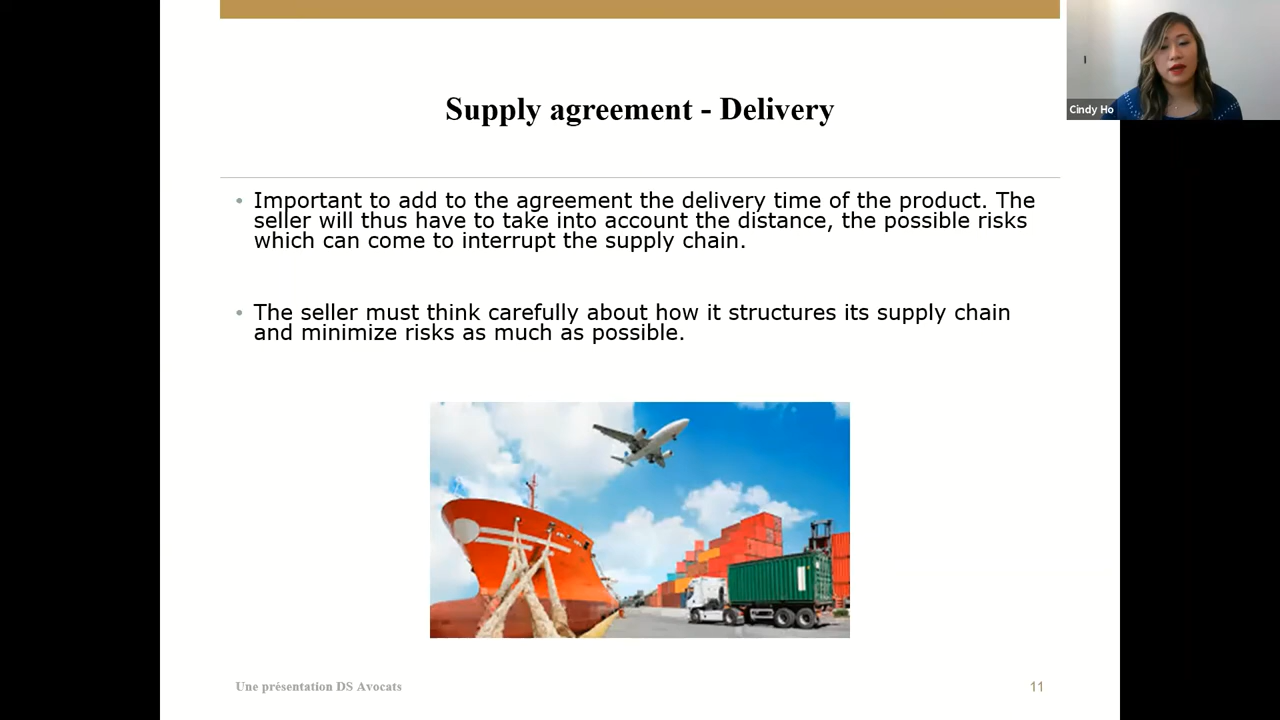 Supply agreement - Delivery
Cindy Ho
• Important to add to the agreement the delivery time of the product. The
seller will thus have to take into account the distance, the possible risks
which can come to interrupt the supply chain.
• The seller must think carefully about how it structures its supply chain
and minimize risks as much as possible.
Une présentation DS Avocats
11